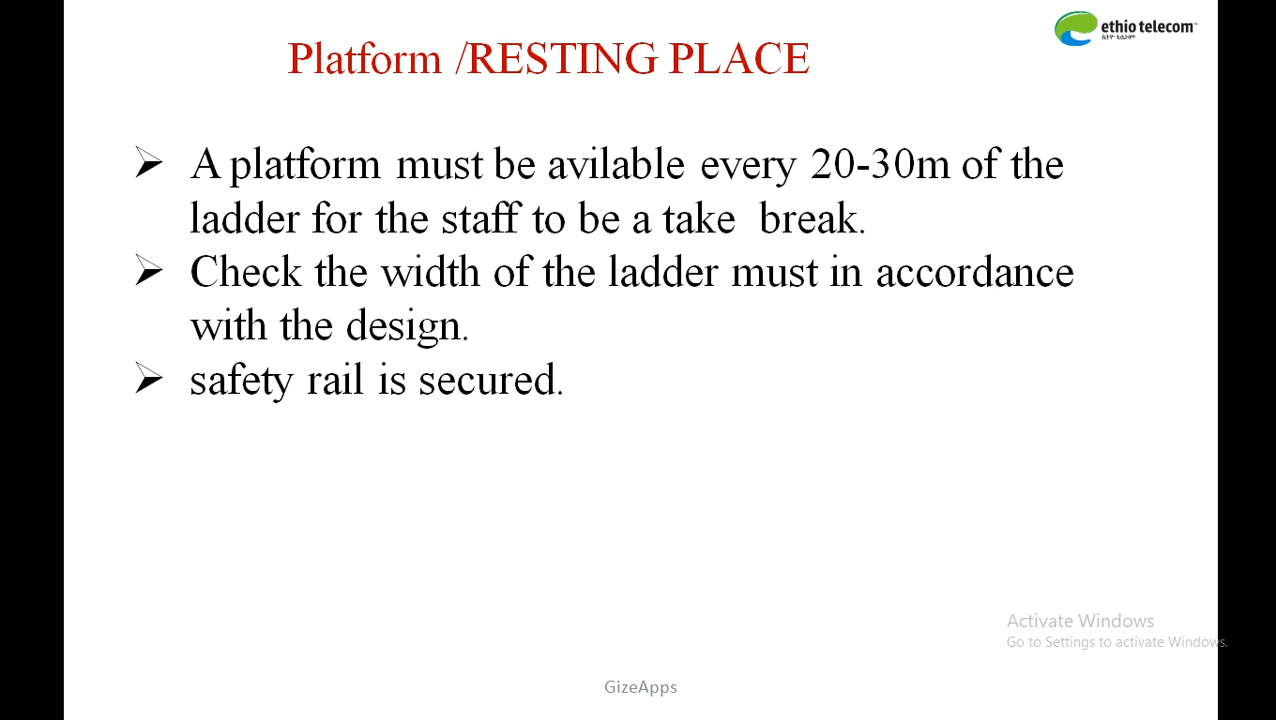 ethio telecom
ኢትዮ ቴሌኮም
Platform /RESTING PLACE
A platform must be avilable every 20-30m of the
ladder for the staff to be a take break.
Check the width of the ladder must in accordance
with the design.
safety rail is secured.
Activate Windows
Go to Settings to activate Windows.
GizeApps